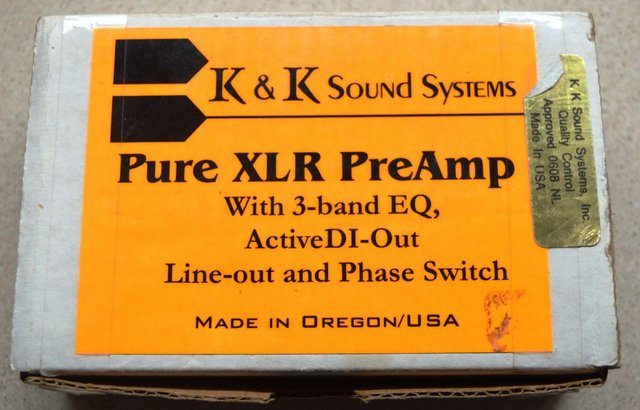 K & K Sound Systems
Pure XLR PreAmp
With 3-band EQ,
ActiveDI-Out
Line-out and Phase Switch
Made in Oregon/USA
K K Sound Systems, Inc.
Quality Control
Approved 0608 NL
Made In USA